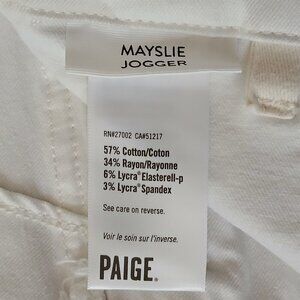 MAYSLIE
JOGGER
RN#27002 CA#51217
57% Cotton/Coton
34% Rayon/Rayonne
6% Lycra® Elasterell-p
3% Lycra® Spandex
See care on reverse.
Voir le soin sur l'inverse.
PAIGE®